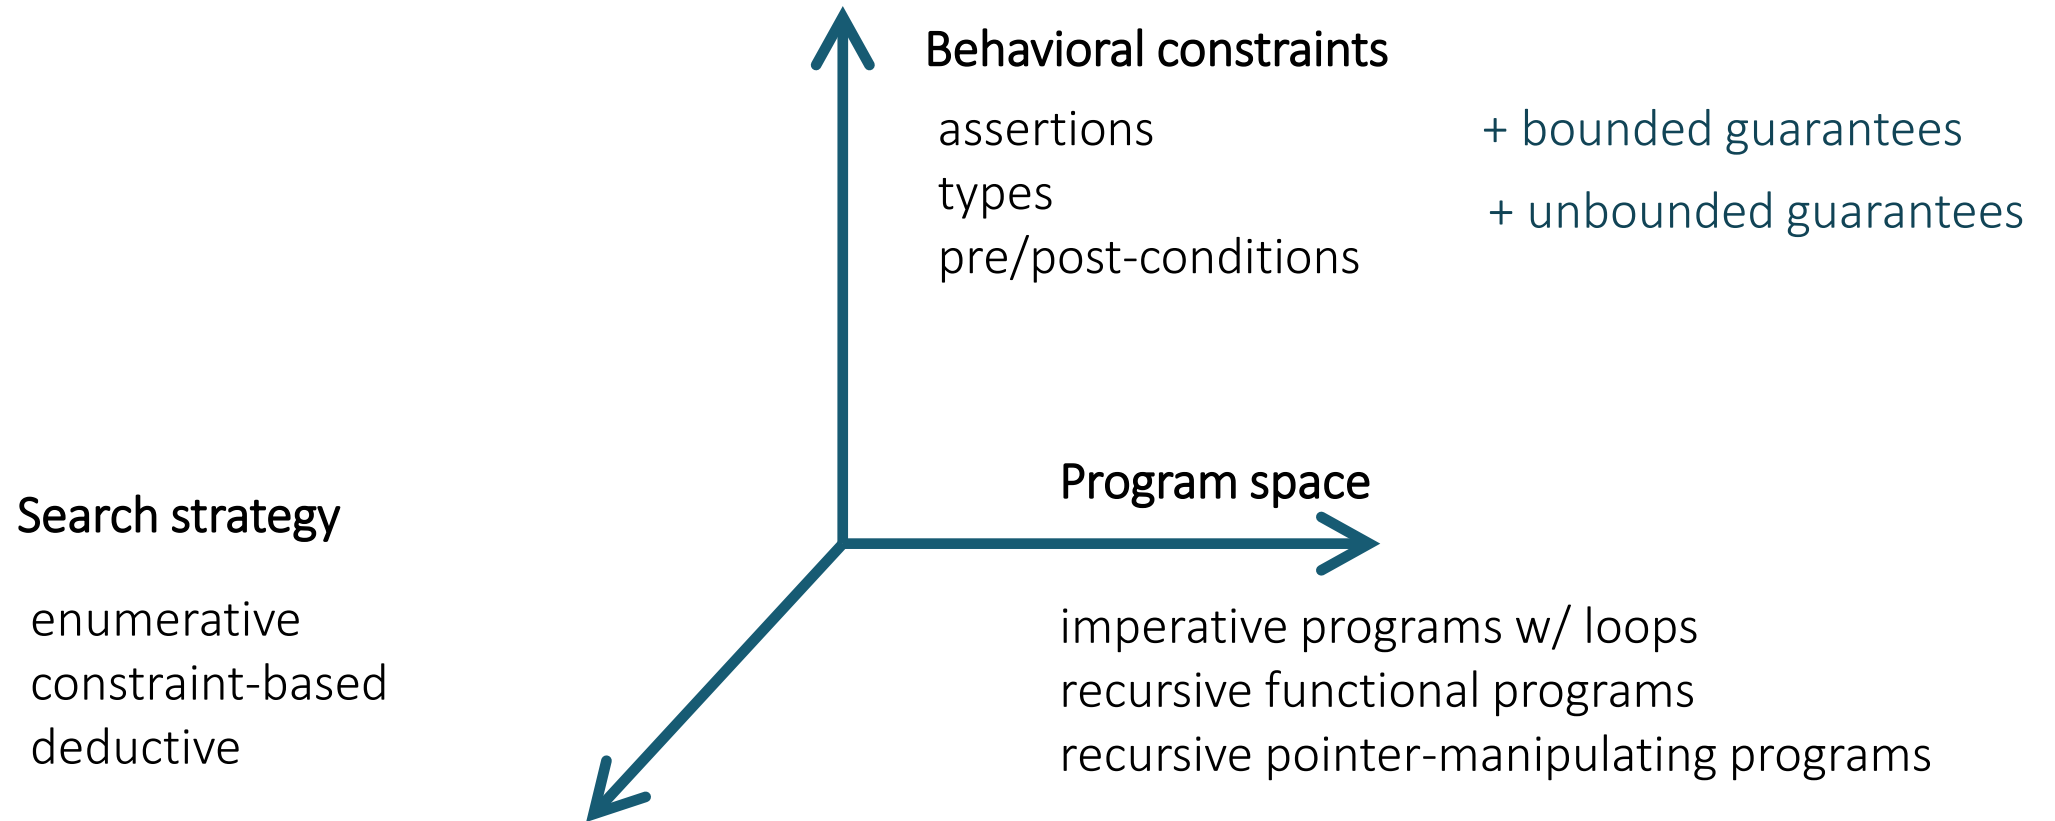 Behavioral constraints
assertions + bounded guarantees
types + unbounded guarantees
pre/post-conditions
Program space
imperative programs w/ loops
recursive functional programs
recursive pointer-manipulating programs
Search strategy
enumerative
constraint-based
deductive